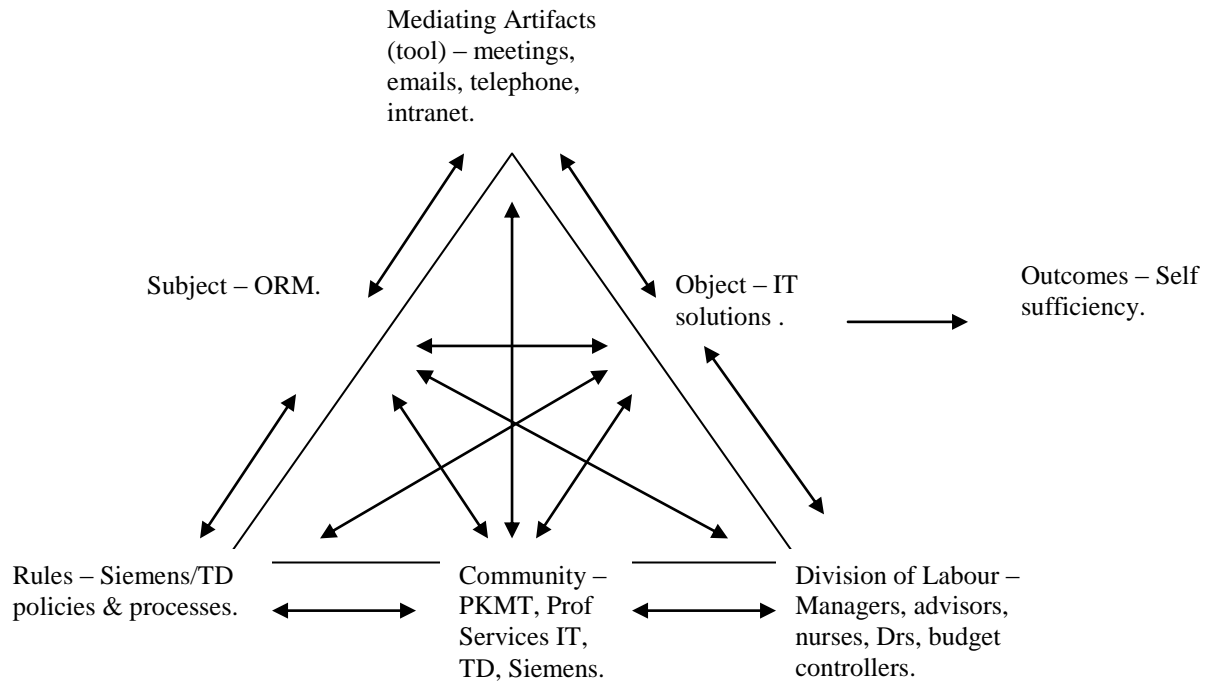 Mediating Artifacts
(tool) – meetings,
emails, telephone,
intranet.
Subject – ORM.
Object – IT
solutions .
Outcomes – Self
sufficiency.
Rules – Siemens/TD
policies & processes.
Community –
PKMT, Prof
Services IT,
TD, Siemens.
Division of Labour –
Managers, advisors,
nurses, Drs, budget
controllers.